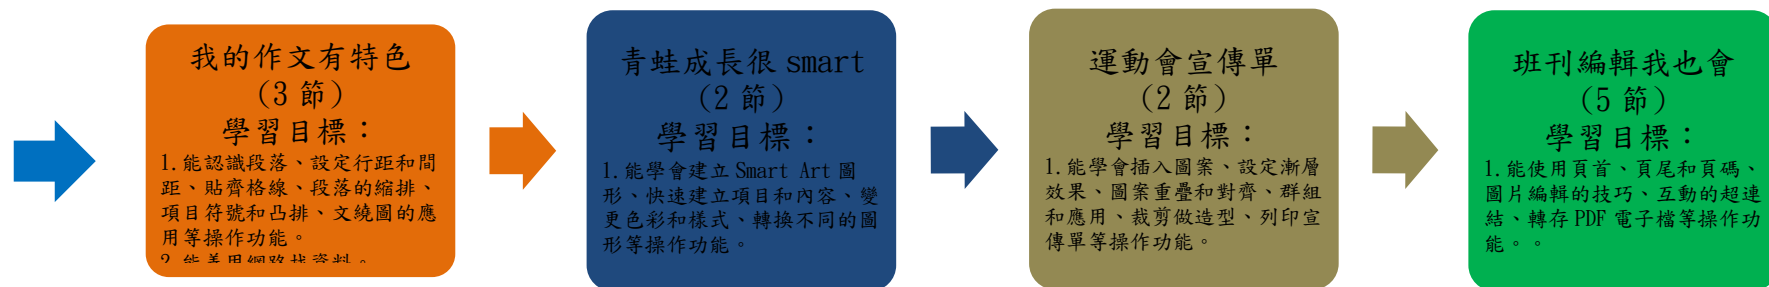 我的作文有特色
(3 節)
學習目標：
1.能認識段落、設定行距和間
距、貼齊格線、段落的縮排、
項目符號和凸排、文繞圖的應
用等操作功能。
2.能善用網路找資料。
青蛙成長很 smart
(2 節)
學習目標：
1.能學會建立 Smart Art 圖
形、快速建立項目和內容、變
更色彩和樣式、轉換不同的圖
形等操作功能。
運動會宣傳單
(2 節)
學習目標：
1.能學會插入圖案、設定漸層
效果、圖案重疊和對齊、群組
和應用、裁剪做造型、列印宣
傳單等操作功能。
班刊編輯我也會
(5 節)
學習目標：
1.能使用頁首、頁尾和頁碼、
圖片編輯的技巧、互動的超連
結、轉存 PDF 電子檔等操作功
能。。